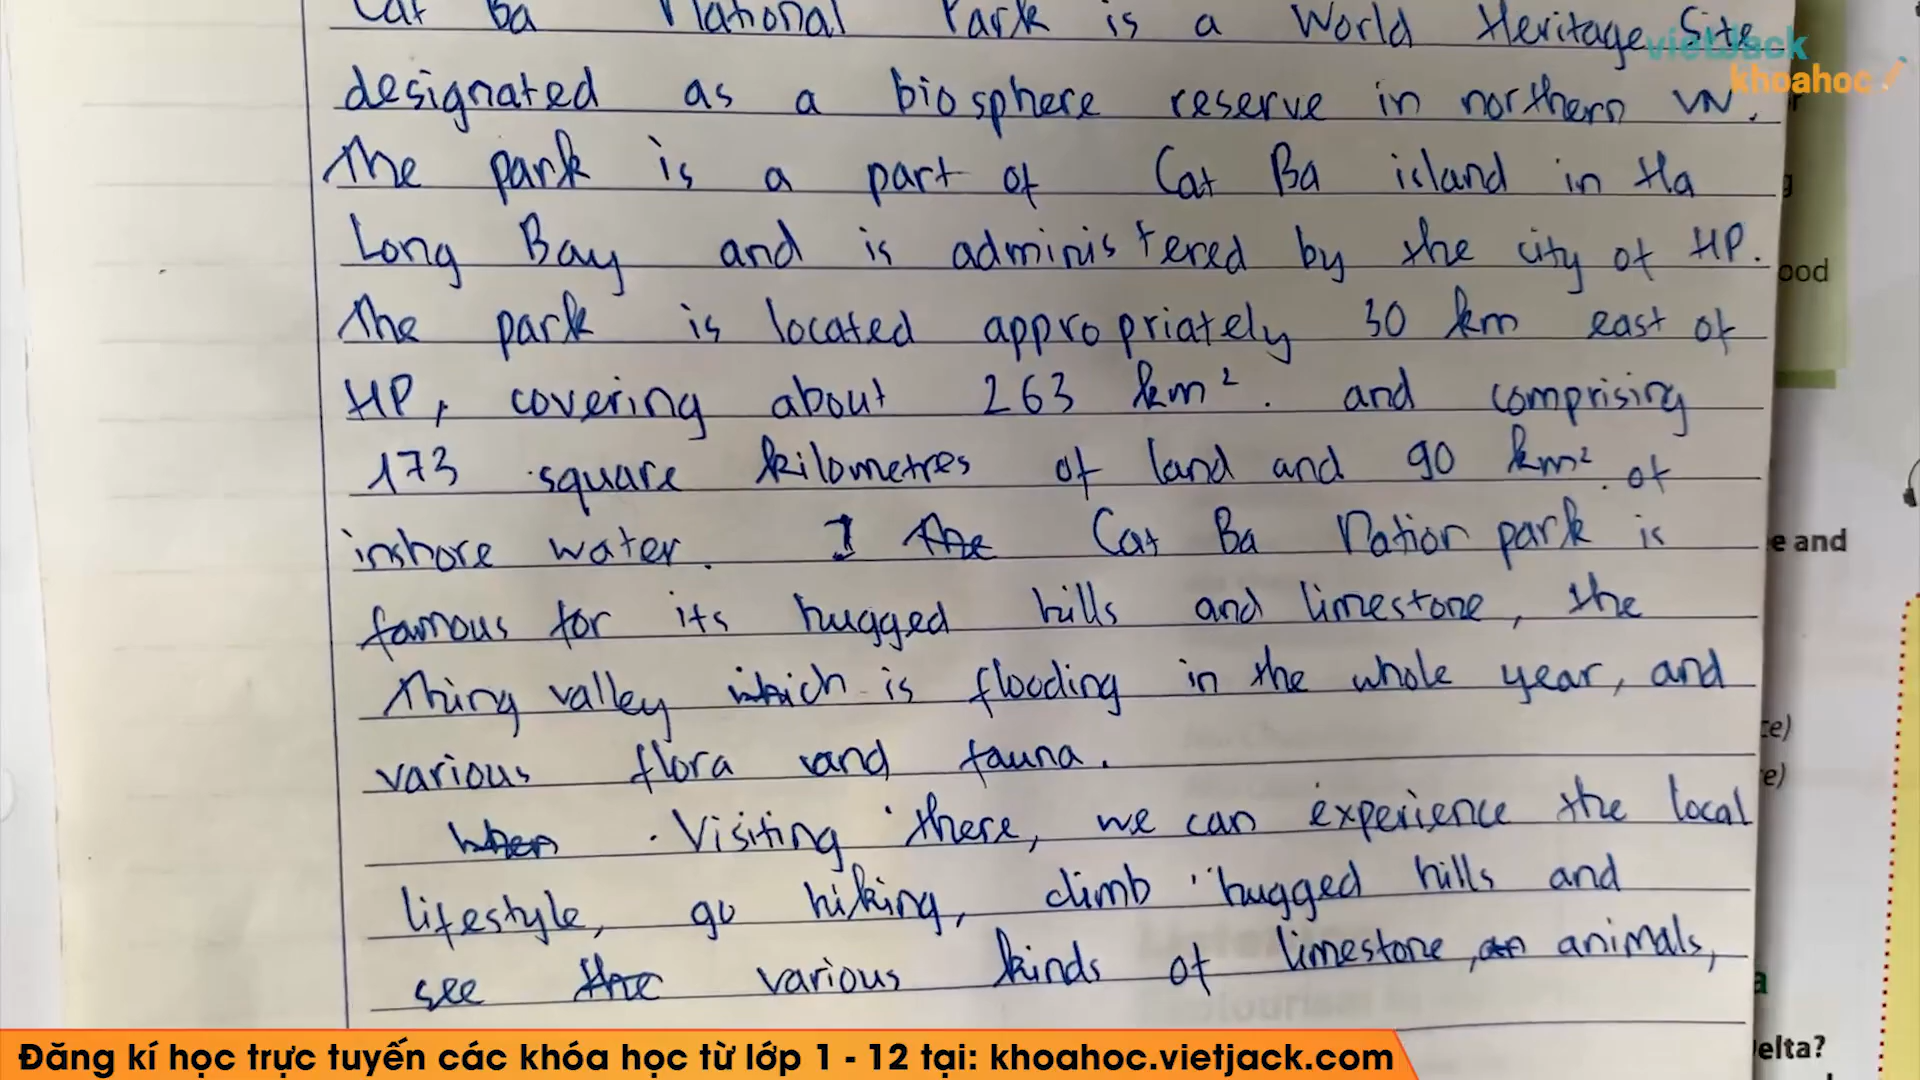 Cat Ba National Park is a World Heritage Site
designated as a biosphere reserve in northern VN.
The park is a part of Cat Ba island in Ha
Long Bay and is administered by the city of HP.
The park is located appropriately 30 km east of
HP, covering about 263 km². and comprising
173 square kilometres of land and 90 km² of
inshore water. I the Cat Ba Nation park is
famous for its hugged hills and limestone, the
Thing valley which is flooding in the whole year, and
various flora and fauna.
when Visiting there, we can experience the local
lifestyle, go hiking, climb hugged hills and
see the various kinds of limestone, an animals,
vietjack
khoahoc
ood
e and
ce)
e)
elta?
Đăng kí học trực tuyến các khóa học từ lớp 1 - 12 tại: khoahoc.vietjack.com